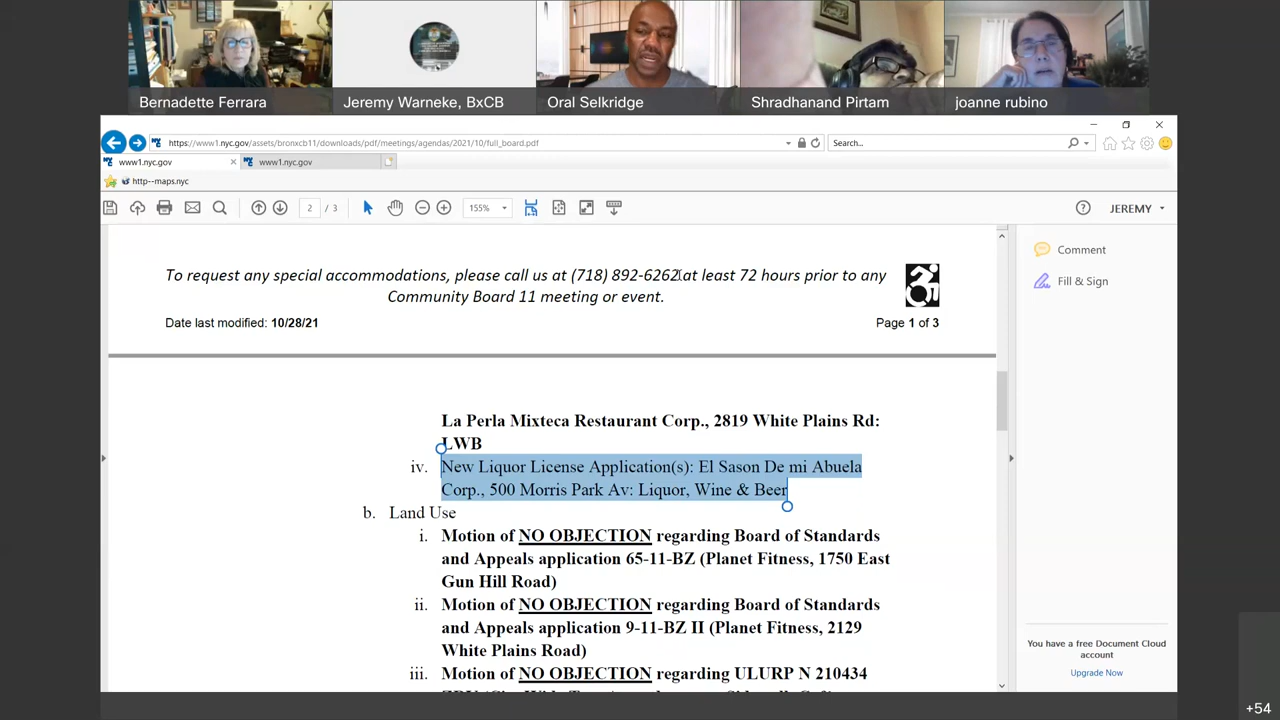 Bernadette Ferrara
Jeremy Warneke, BxCB
Oral Selkridge
Shradhanand Pirtam
joanne rubino
https://www1.nyc.gov/assets/bronxcb11/downloads/pdf/meetings/agendas/2021/10/full_board.pdf
Search...
www1.nyc.gov
www1.nyc.gov
http--maps.nyc
2 / 3
155%
JEREMY
To request any special accommodations, please call us at (718) 892-6262 at least 72 hours prior to any
Community Board 11 meeting or event.
Date last modified: 10/28/21
Page 1 of 3
Comment
Fill & Sign
La Perla Mixteca Restaurant Corp., 2819 White Plains Rd:
LWB
iv. New Liquor License Application(s): El Sason De mi Abuela
Corp., 500 Morris Park Av: Liquor, Wine & Beer
b. Land Use
i. Motion of NO OBJECTION regarding Board of Standards
and Appeals application 65-11-BZ (Planet Fitness, 1750 East
Gun Hill Road)
ii. Motion of NO OBJECTION regarding Board of Standards
and Appeals application 9-11-BZ II (Planet Fitness, 2129
White Plains Road)
iii. Motion of NO OBJECTION regarding ULURP N 210434
You have a free Document Cloud
account
Upgrade Now
+54